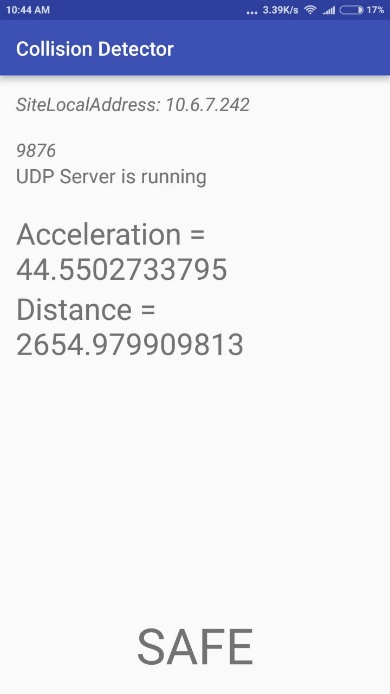 10:44 AM ... 3.39K/s 17%
Collision Detector
SiteLocalAddress: 10.6.7.242
9876
UDP Server is running
Acceleration =
44.5502733795
Distance =
2654.979909813
SAFE